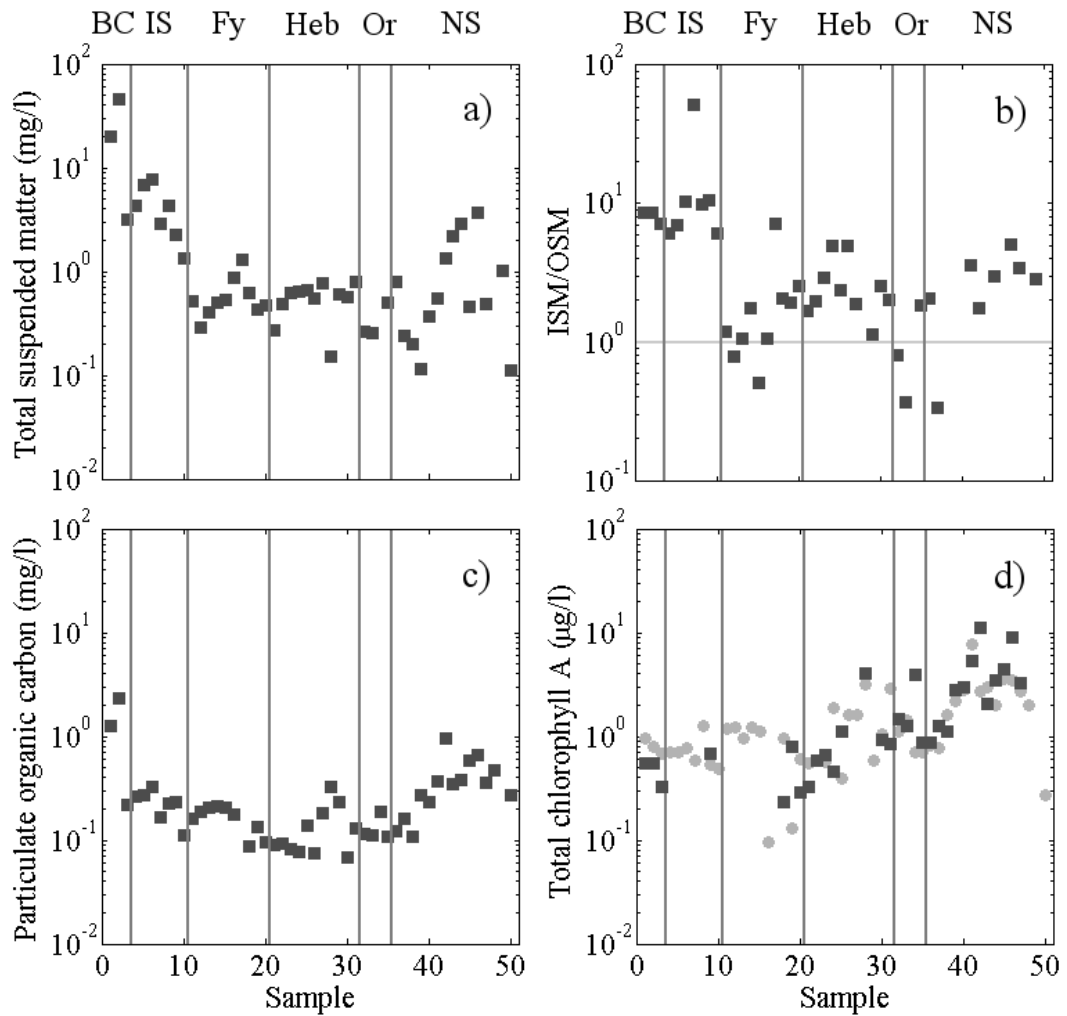 BC IS Fy Heb Or NS
BC IS Fy Heb Or NS
a)
Total suspended matter (mg/l)
10^2
10^1
10^0
10^-1
10^-2
b)
ISM/OSM
10^2
10^1
10^0
10^-1
c)
Particulate organic carbon (mg/l)
10^2
10^1
10^0
10^-1
10^-2
0 10 20 30 40 50
Sample
d)
Total chlorophyll A (µg/l)
10^2
10^1
10^0
10^-1
10^-2
0 10 20 30 40 50
Sample